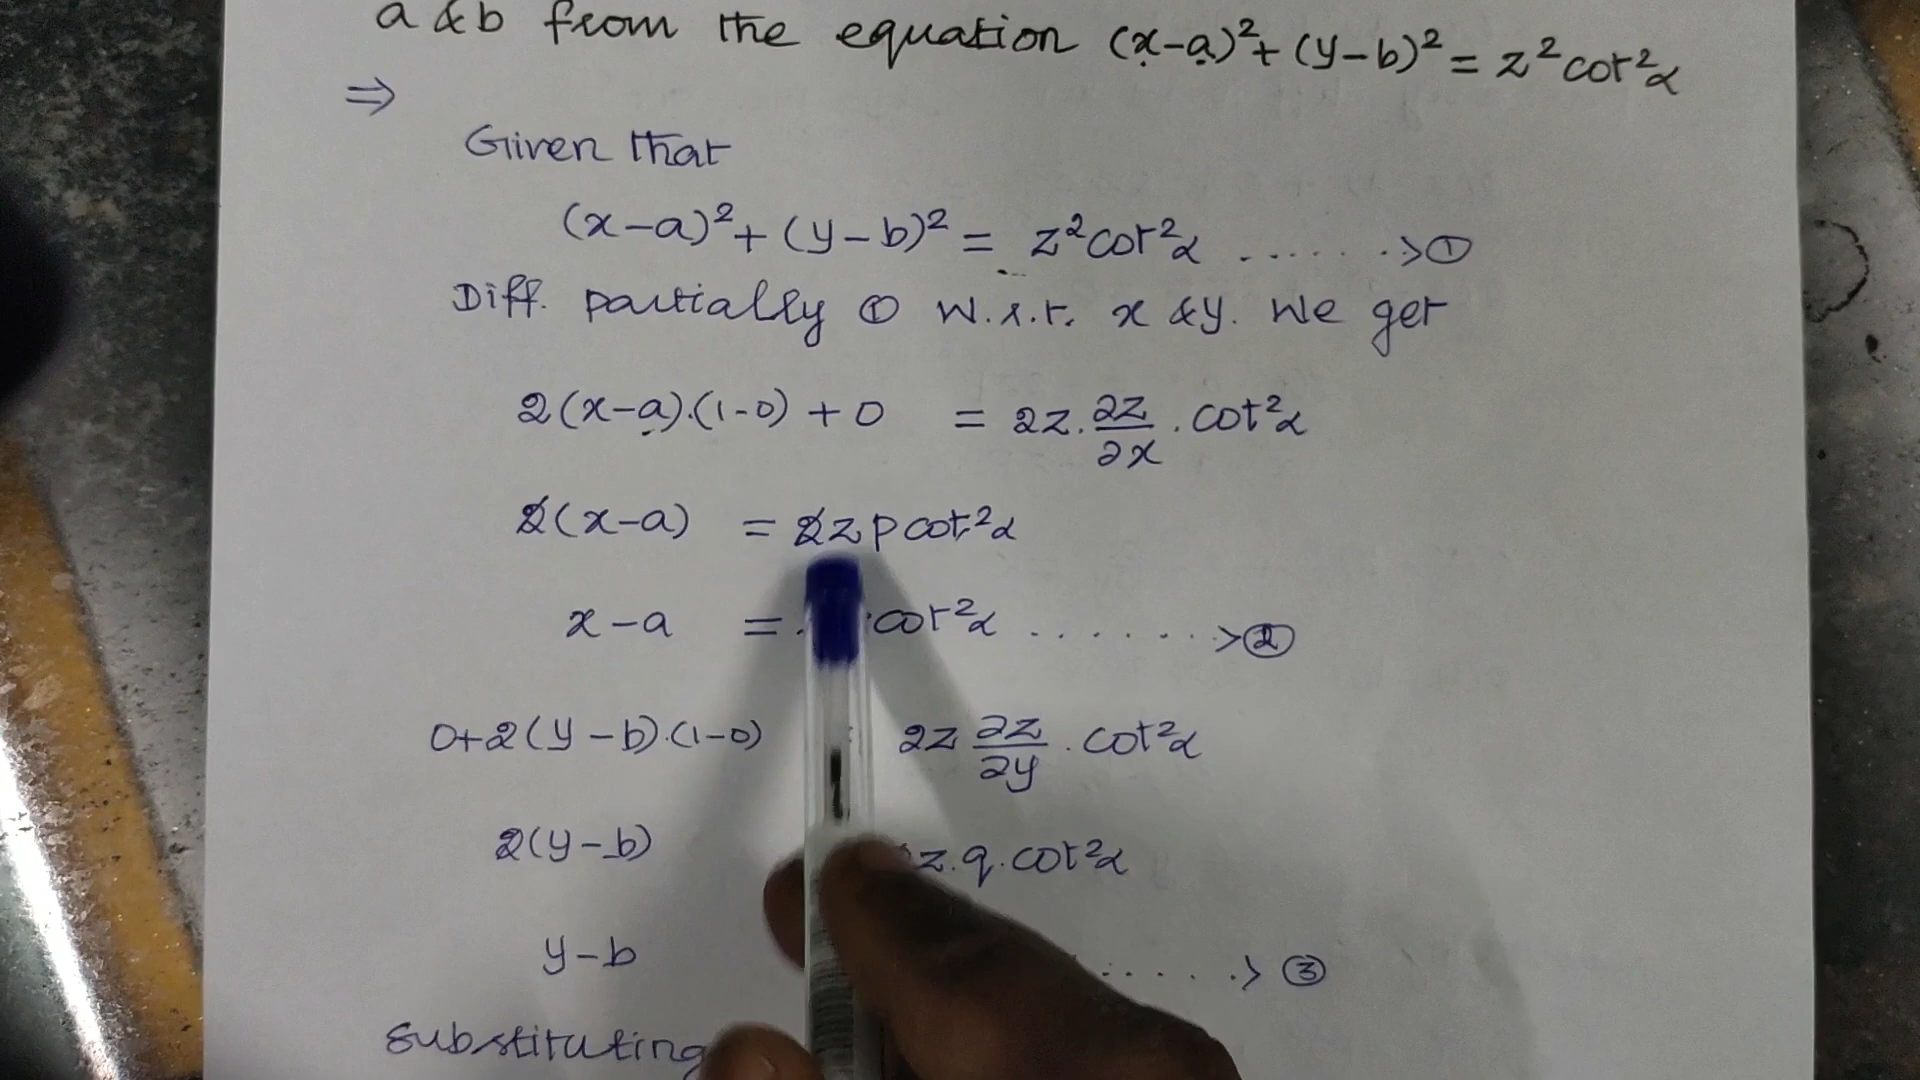 a & b from the equation (x-a)²+(y-b)² = z²cot²α
⇒
Given that
(x-a)²+(y-b)² = z²cot²α .......>①
Diff. partially ① w.r.t. x &y. We get
2(x-a).(1-0)+0 = 2z.∂z/∂x.cot²α
2(x-a) = 2zpcot²α
x-a = cot²α .......>②
0+2(y-b).(1-0) 2z ∂z/∂y.cot²α
2(y-b) z.q.cot²α
y-b .....>③
substituting